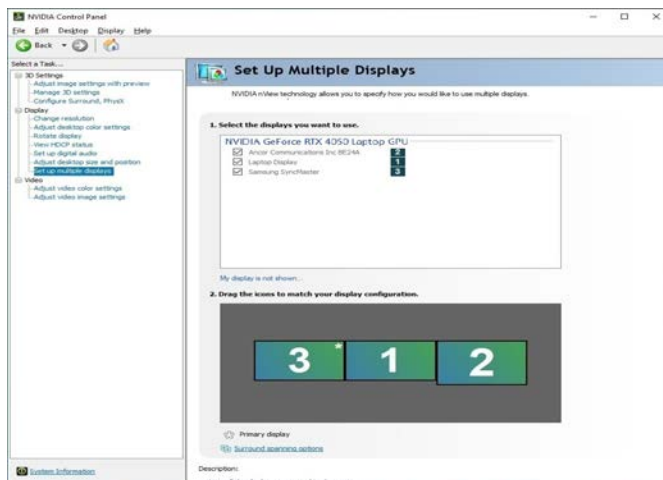 NVIDIA Control Panel
File Edit Desktop Display Help
Back
Select a Task...
3D Settings
Adjust image settings with preview
Manage 3D settings
Configure Surround, PhysX
Display
Change resolution
Adjust desktop color settings
Rotate display
View HDCP status
Set up digital audio
Adjust desktop size and position
Set up multiple displays
Video
Adjust video color settings
Adjust video image settings
System Information
Set Up Multiple Displays
NVIDIA nView technology allows you to specify how you would like to use multiple displays.
1. Select the displays you want to use.
NVIDIA GeForce RTX 4050 Laptop GPU
Ancor Communications Inc BE24A 2
Laptop Display 1
Samsung SyncMaster 3
My display is not shown...
2. Drag the icons to match your display configuration.
3 * 1 2
Primary display
Surround spanning options
Description: